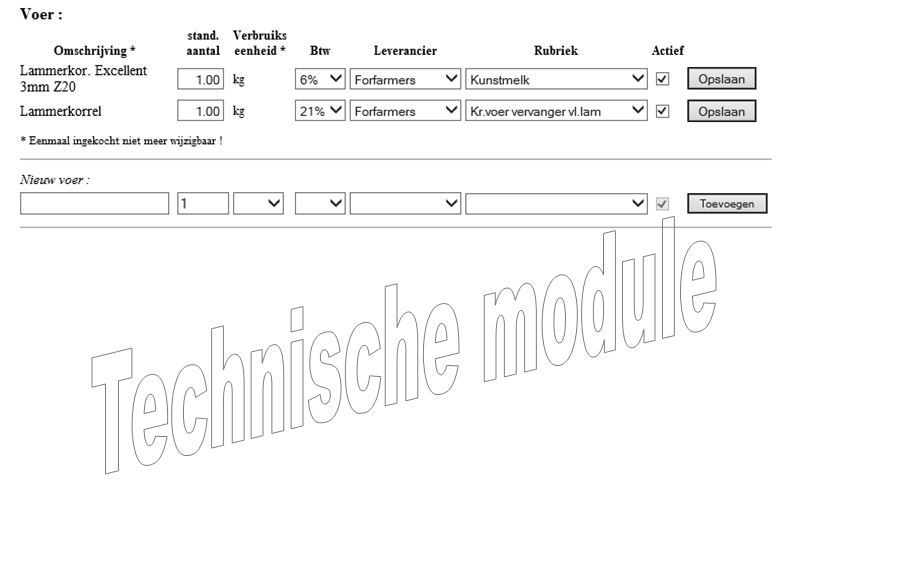 Voer :
stand. Verbruiks
Omschrijving * aantal eenheid * Btw Leverancier Rubriek Actief
Lammerkor. Excellent
3mm Z20 1.00 kg 6% Forfarmers Kunstmelk Opslaan
Lammerkorrel 1.00 kg 21% Forfarmers Kr.voer vervanger vl.lam Opslaan
* Eenmaal ingekocht niet meer wijzigbaar !
Nieuw voer :
1 Toevoegen
Technische module